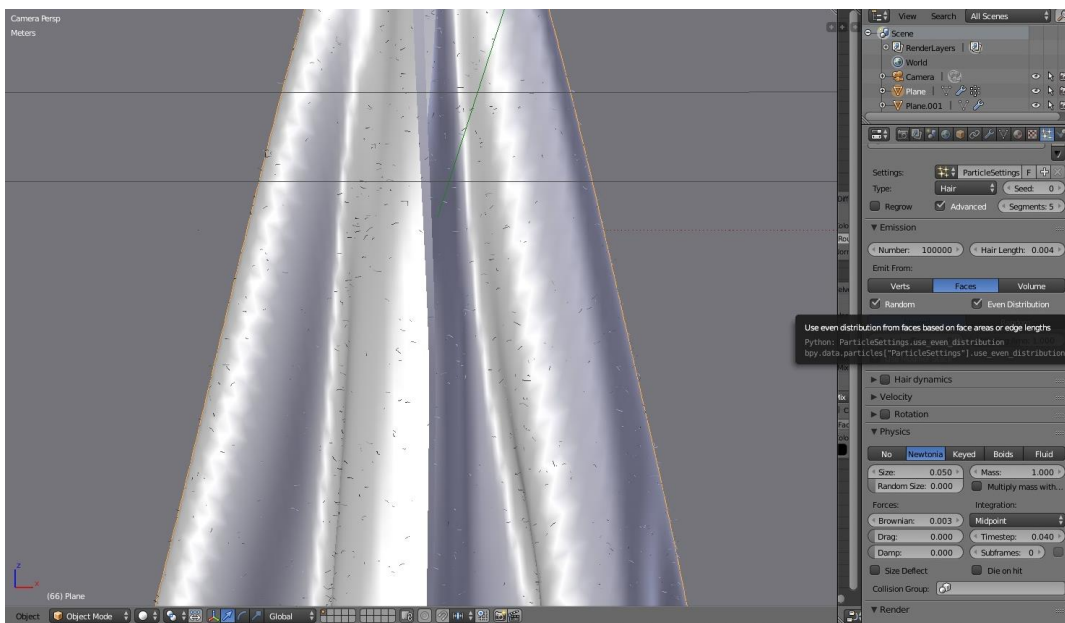 Camera Persp
Meters
View Search All Scenes
Scene
RenderLayers
World
Camera
Plane
Plane.001
Settings: ParticleSettings F
Type: Hair Seed: 0
Regrow Advanced Segments: 5
Emission
Number: 100000 Hair Length: 0.004
Emit From:
Verts Faces Volume
Random Even Distribution
Use even distribution from faces based on face areas or edge lengths
Python: ParticleSettings.use_even_distribution
bpy.data.particles["ParticleSettings"].use_even_distribution
Hair dynamics
Velocity
Rotation
Physics
No Newtonia Keyed Boids Fluid
Size: 0.050 Mass: 1.000
Random Size: 0.000 Multiply mass with...
Forces: Integration:
Brownian: 0.003 Midpoint
Drag: 0.000 Timestep: 0.040
Damp: 0.000 Subframes: 0
Size Deflect Die on hit
Collision Group:
Render
z
x
(66) Plane
Object Object Mode Global